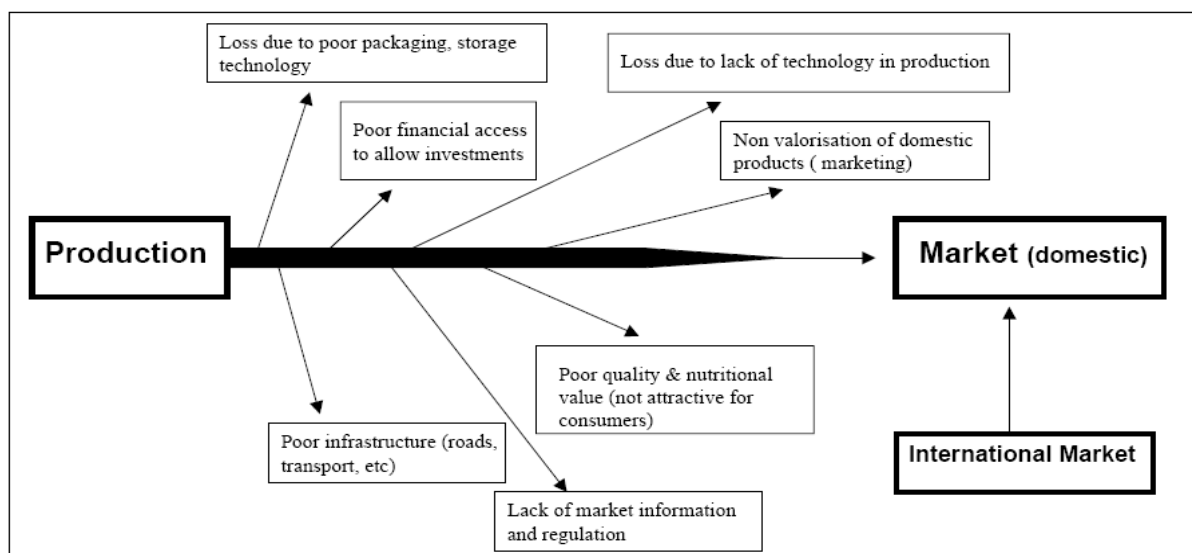 Loss due to poor packaging, storage
technology
Loss due to lack of technology in production
Poor financial access
to allow investments
Non valorisation of domestic
products ( marketing)
Production
Market (domestic)
Poor quality & nutritional
value (not attractive for
consumers)
Poor infrastructure (roads,
transport, etc)
International Market
Lack of market information
and regulation